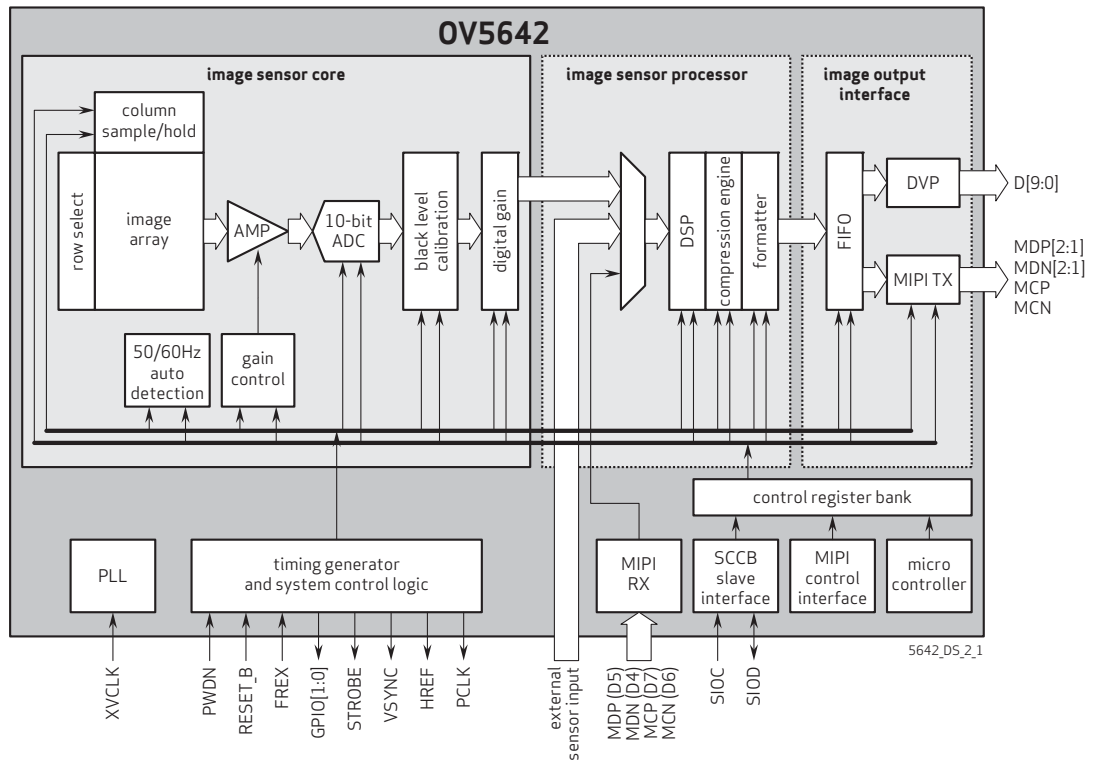 OV5642
image sensor core
image sensor processor
image output
interface
column
sample/hold
row select
image
array
AMP
10-bit
ADC
black level
calibration
digital gain
DSP
compression engine
formatter
FIFO
DVP
MIPI TX
D[9:0]
MDP[2:1]
MDN[2:1]
MCP
MCN
50/60Hz
auto
detection
gain
control
control register bank
PLL
timing generator
and system control logic
MIPI
RX
SCCB
slave
interface
MIPI
control
interface
micro
controller
5642_DS_2_1
XVCLK
PWDN
RESET_B
FREX
GPIO[1:0]
STROBE
VSYNC
HREF
PCLK
external
sensor input
MDP (D5)
MDN (D4)
MCP (D7)
MCN (D6)
SIOC
SIOD